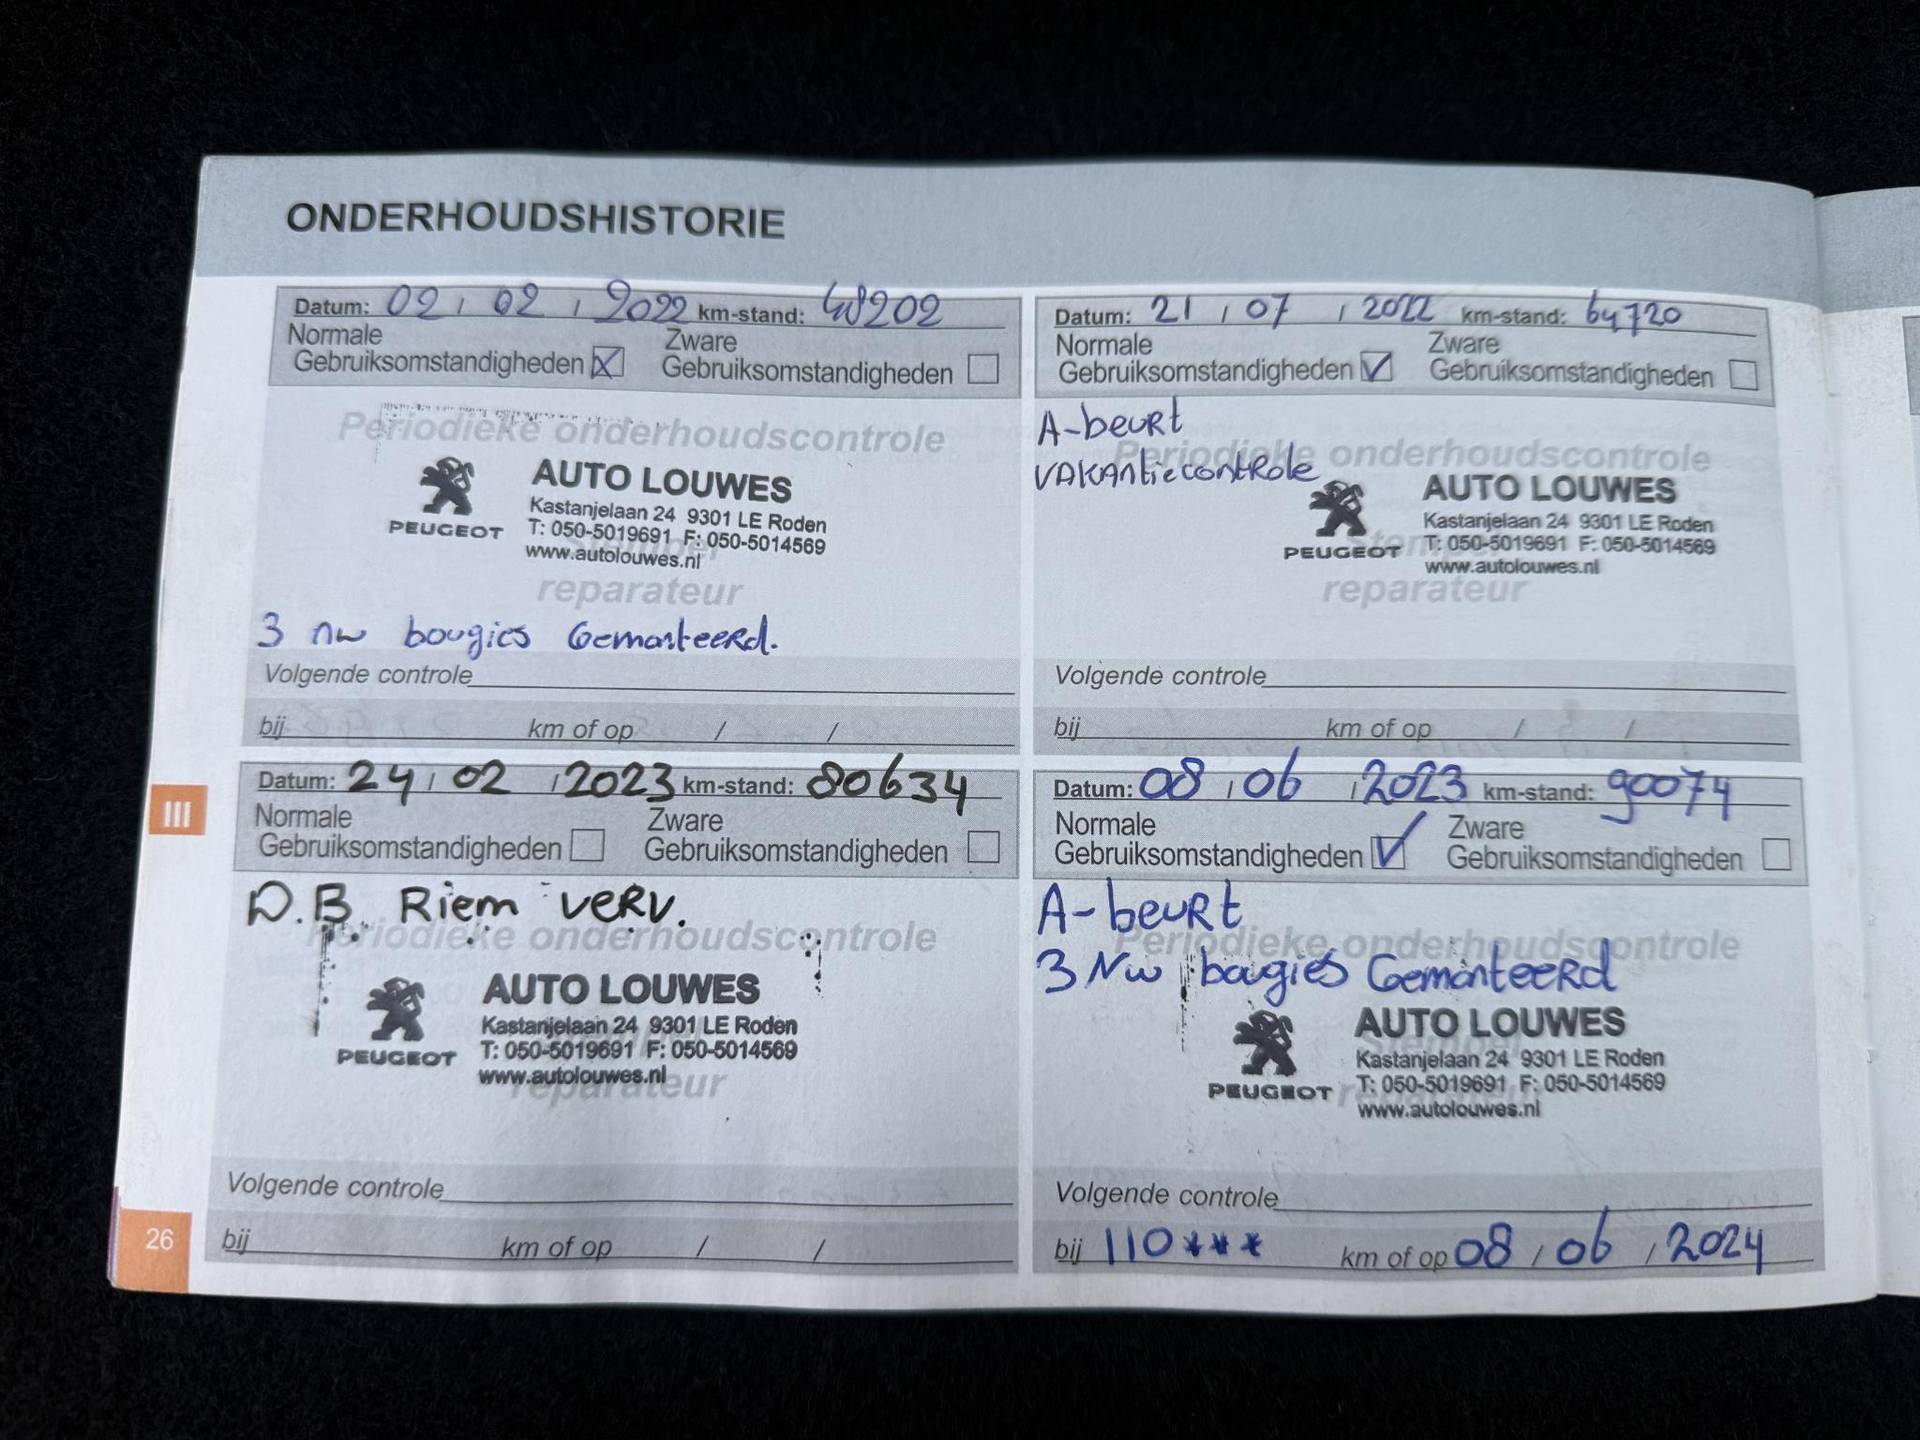 ONDERHOUDSHISTORIE
Datum: 02 / 02 / 2022 km-stand: 48202
Normale Gebruiksomstandigheden X Zware Gebruiksomstandigheden
Periodieke onderhoudscontrole
AUTO LOUWES
Kastanjelaan 24 9301 LE Roden
PEUGEOT T: 050-5019691 F: 050-5014569
stempel
www.autolouwes.nl
reparateur
3 nw bougies Gemonteerd.
Volgende controle
bij km of op / /
Datum: 21 / 07 / 2022 km-stand: 64720
Normale Gebruiksomstandigheden Zware Gebruiksomstandigheden
A-beurt
Periodieke onderhoudscontrole
vakantiecontrole
AUTO LOUWES
Kastanjelaan 24 9301 LE Roden
PEUGEOT T: 050-5019691 F: 050-5014569
stempel
www.autolouwes.nl
reparateur
Volgende controle
bij km of op / /
III
Datum: 24 / 02 / 2023 km-stand: 80634
Normale Gebruiksomstandigheden Zware Gebruiksomstandigheden
D.B. Riem verv.
Periodieke onderhoudscontrole
AUTO LOUWES
Kastanjelaan 24 9301 LE Roden
PEUGEOT T: 050-5019691 F: 050-5014569
www.autolouwes.nl
reparateur
Volgende controle
bij km of op / /
Datum: 08 / 06 / 2023 km-stand: 90074
Normale Gebruiksomstandigheden Zware Gebruiksomstandigheden
A-beurt
Periodieke onderhoudscontrole
3 Nw bougies Gemonteerd
AUTO LOUWES
stempel
Kastanjelaan 24 9301 LE Roden
PEUGEOT T: 050-5019691 F: 050-5014569
www.autolouwes.nl
Volgende controle
bij 110*** km of op 08 / 06 / 2024
26